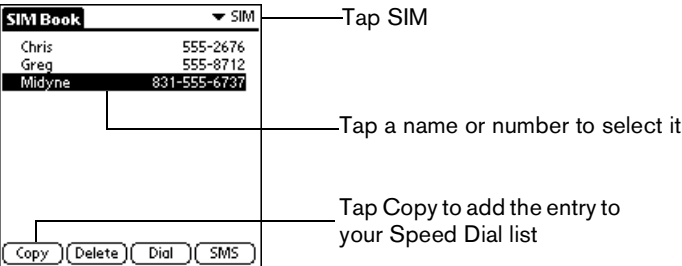 SIM Book ▼ SIM
Tap SIM
Chris 555-2676
Greg 555-8712
Midyne 831-555-6737
Tap a name or number to select it
Tap Copy to add the entry to
your Speed Dial list
Copy Delete Dial SMS